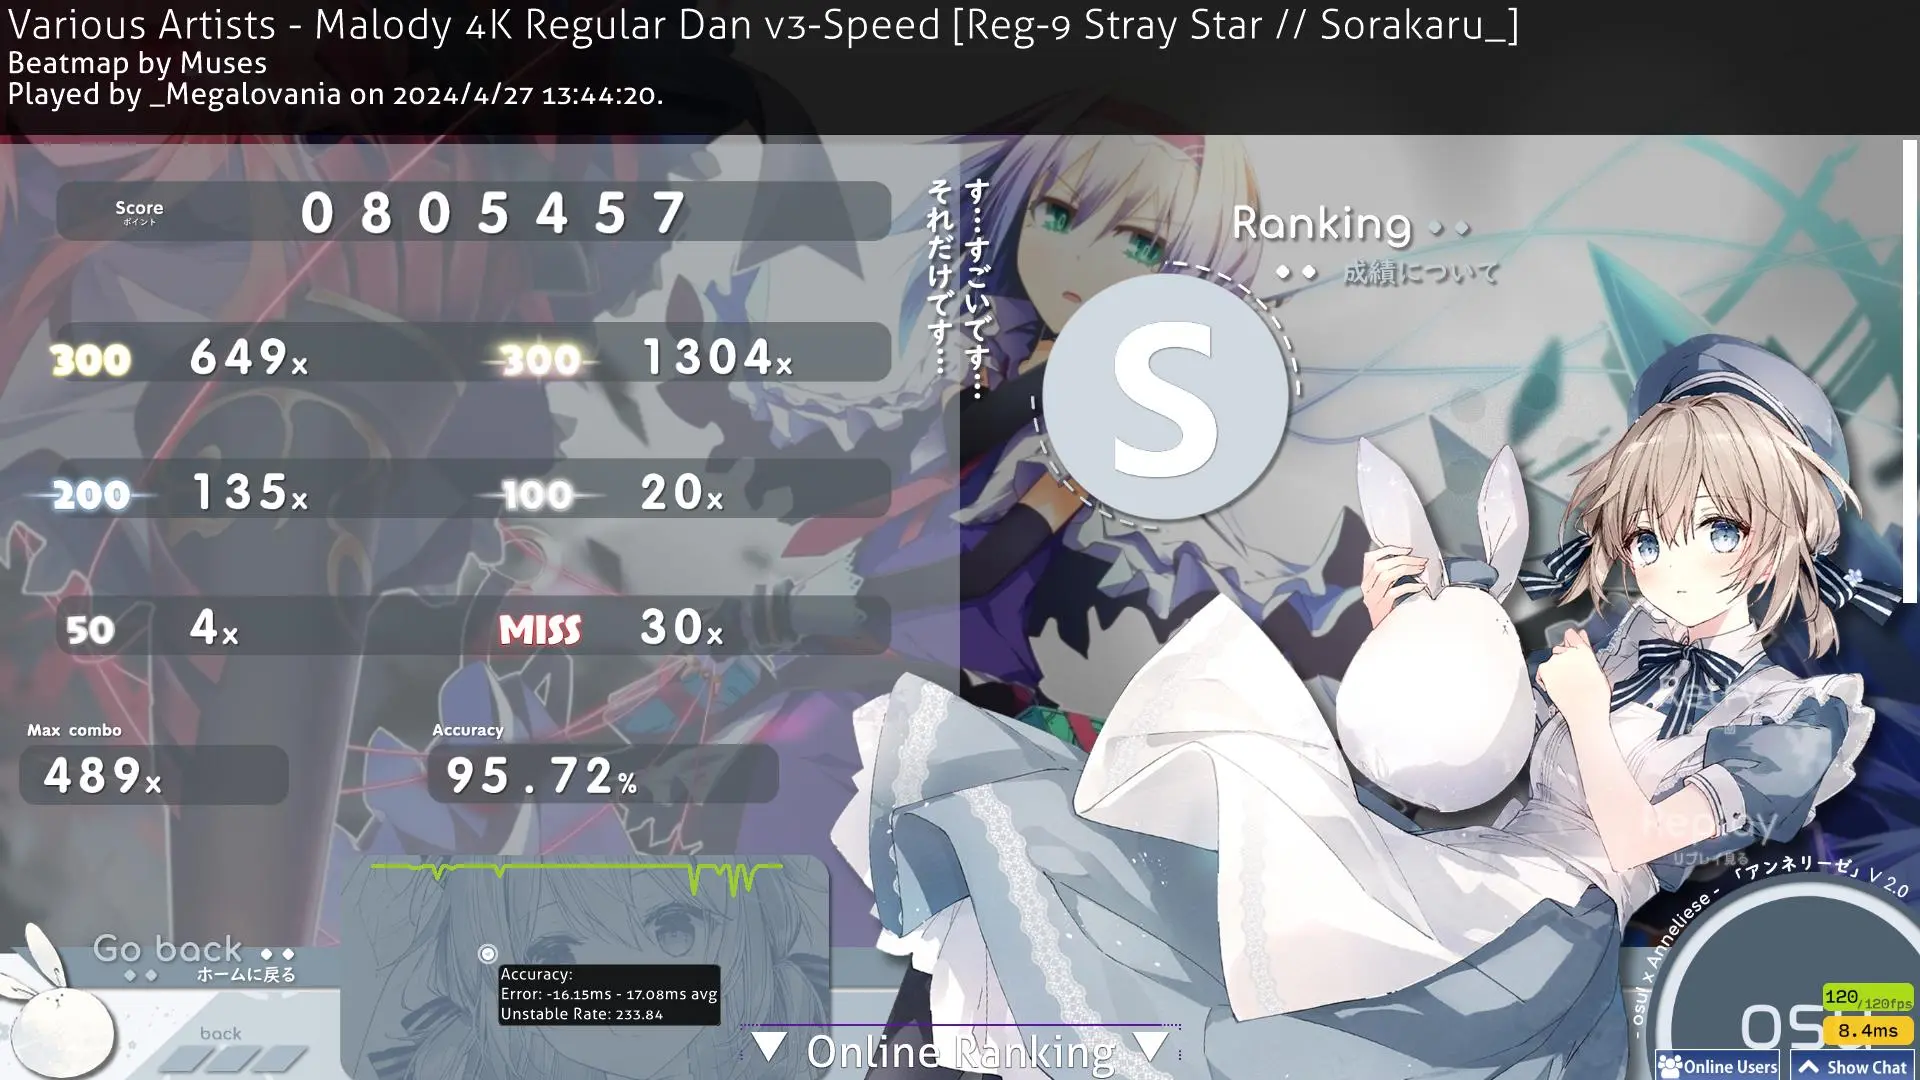 Various Artists - Malody 4K Regular Dan v3-Speed [Reg-9 Stray Star // Sorakaru_]
Beatmap by Muses
Played by _Megalovania on 2024/4/27 13:44:20.
Score
ポイント
0805457
す…すごいです…
それだけです…
Ranking
成績について
S
300 649x
300 1304x
200 135x
100 20x
50 4x
MISS 30x
Max combo
489x
Accuracy
95.72%
Replay
リプレイ見る
- osu! x Anneliese - 「アンネリーゼ」 V 2.0
Go back
ホームに戻る
back
Accuracy:
Error: -16.15ms - 17.08ms avg
Unstable Rate: 233.84
Online Ranking
120/120fps
8.4ms
Online Users
Show Chat